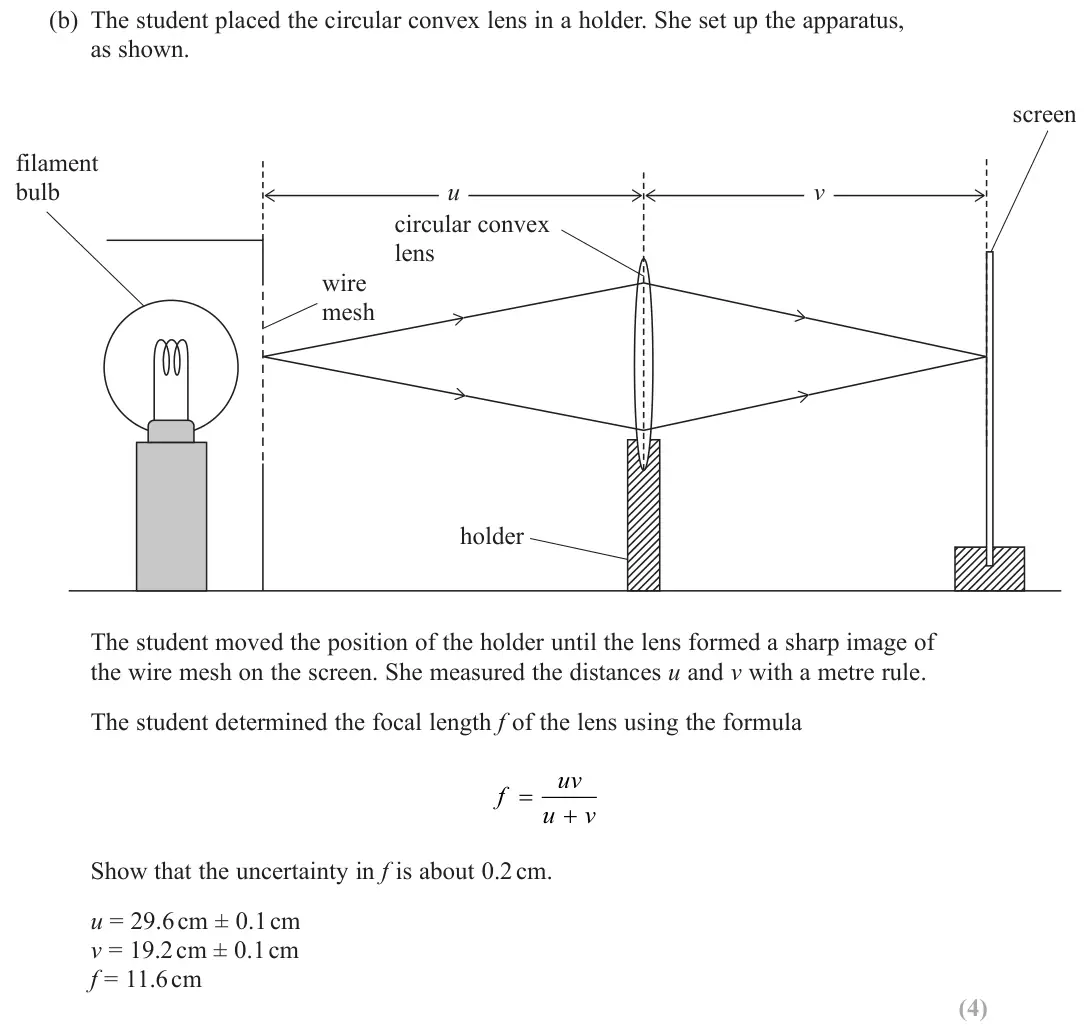 (b) The student placed the circular convex lens in a holder. She set up the apparatus,
as shown.
screen
filament
bulb
u
v
circular convex
lens
wire
mesh
holder
The student moved the position of the holder until the lens formed a sharp image of
the wire mesh on the screen. She measured the distances u and v with a metre rule.
The student determined the focal length f of the lens using the formula
f = uv / u + v
Show that the uncertainty in f is about 0.2 cm.
u = 29.6 cm ± 0.1 cm
v = 19.2 cm ± 0.1 cm
f = 11.6 cm
(4)